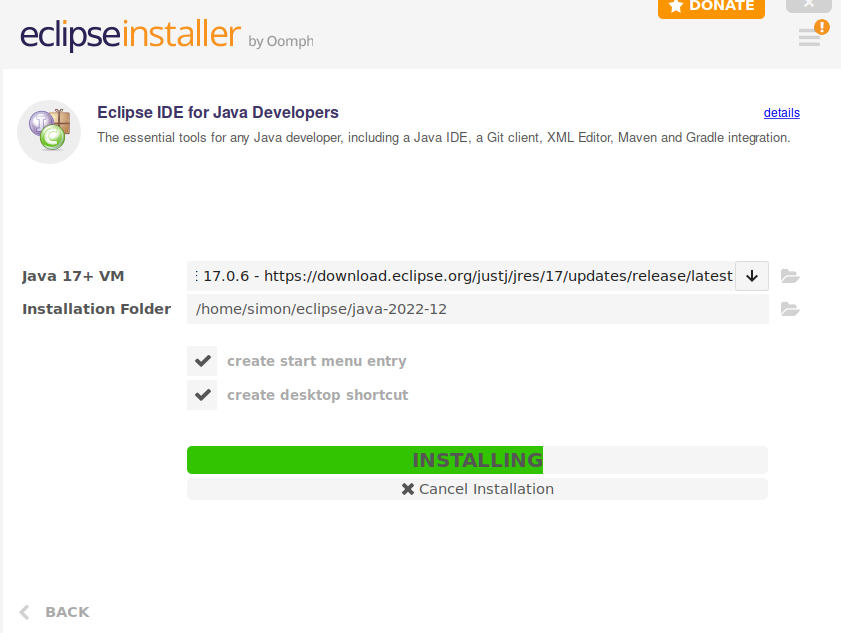 DONATE
eclipseinstaller by Oomph
!
Eclipse IDE for Java Developers
details
The essential tools for any Java developer, including a Java IDE, a Git client, XML Editor, Maven and Gradle integration.
Java 17+ VM
17.0.6 - https://download.eclipse.org/justj/jres/17/updates/release/latest
Installation Folder
/home/simon/eclipse/java-2022-12
create start menu entry
create desktop shortcut
INSTALLING
Cancel Installation
BACK